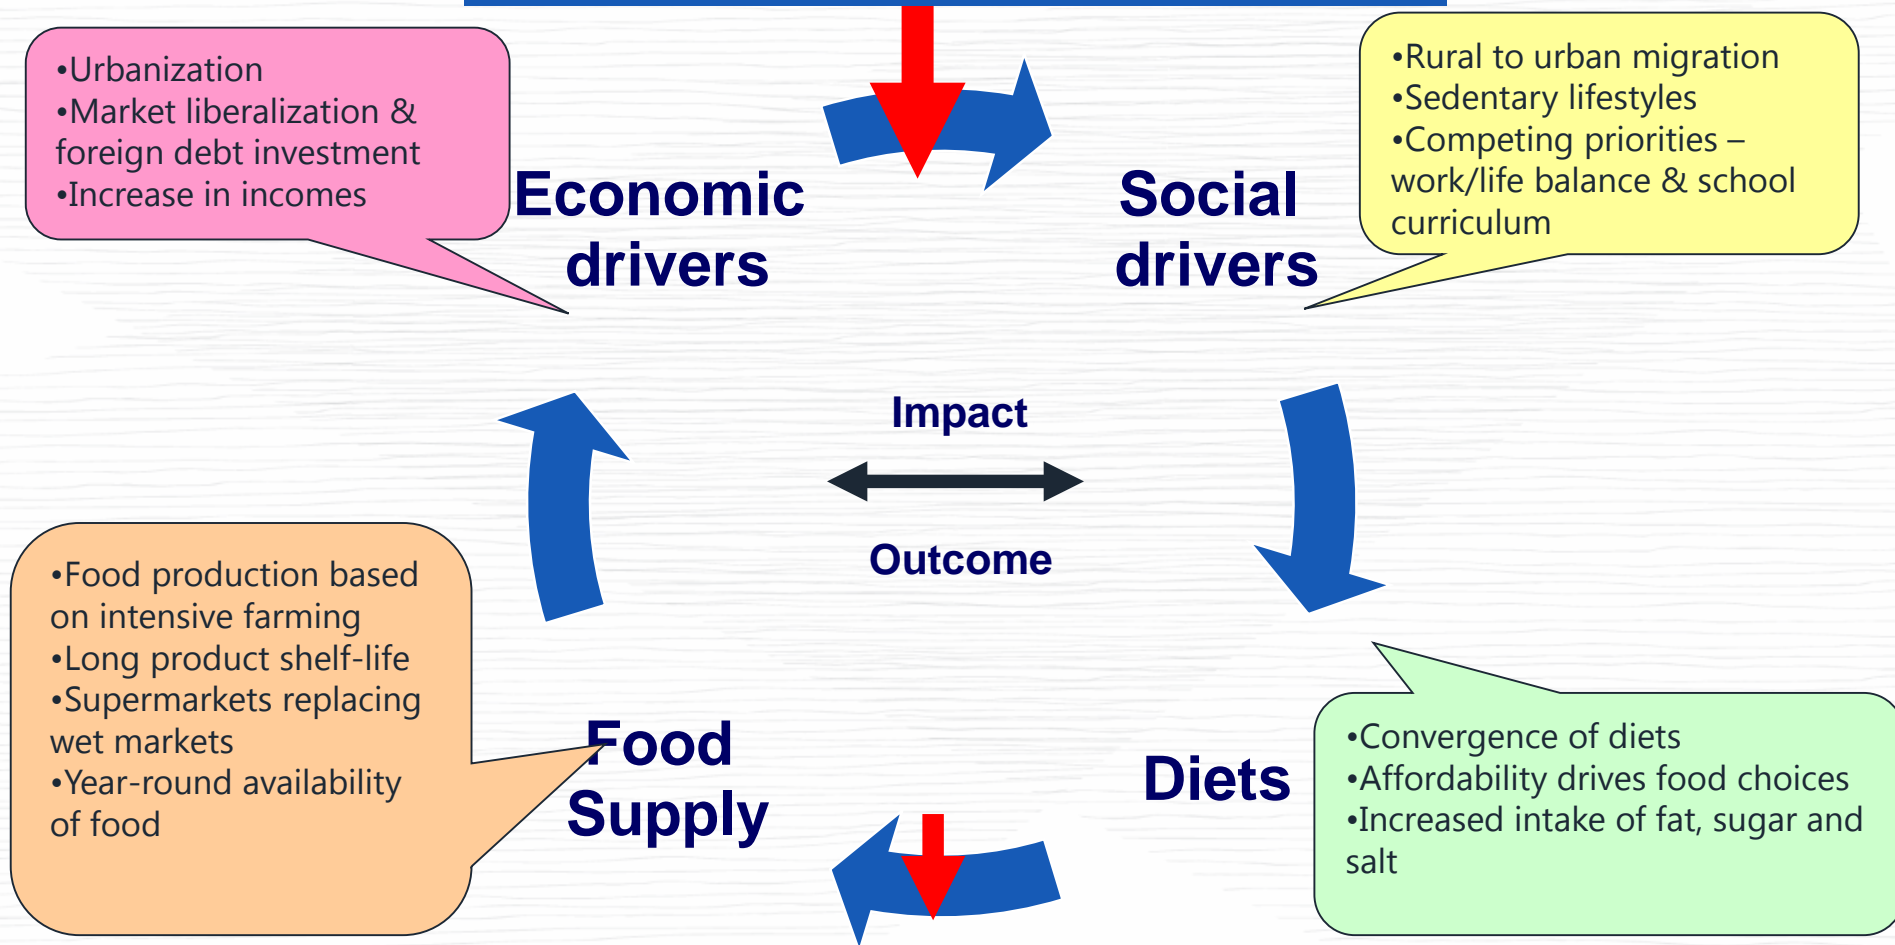 •Urbanization
•Market liberalization &
foreign debt investment
•Increase in incomes
•Rural to urban migration
•Sedentary lifestyles
•Competing priorities –
work/life balance & school
curriculum
Economic
drivers
Social
drivers
Impact
Outcome
•Food production based
on intensive farming
•Long product shelf-life
•Supermarkets replacing
wet markets
•Year-round availability
of food
Food
Supply
Diets
•Convergence of diets
•Affordability drives food choices
•Increased intake of fat, sugar and
salt